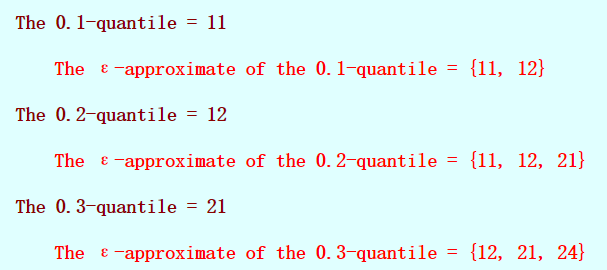 The 0.1-quantile = 11
The ε-approximate of the 0.1-quantile = {11, 12}
The 0.2-quantile = 12
The ε-approximate of the 0.2-quantile = {11, 12, 21}
The 0.3-quantile = 21
The ε-approximate of the 0.3-quantile = {12, 21, 24}